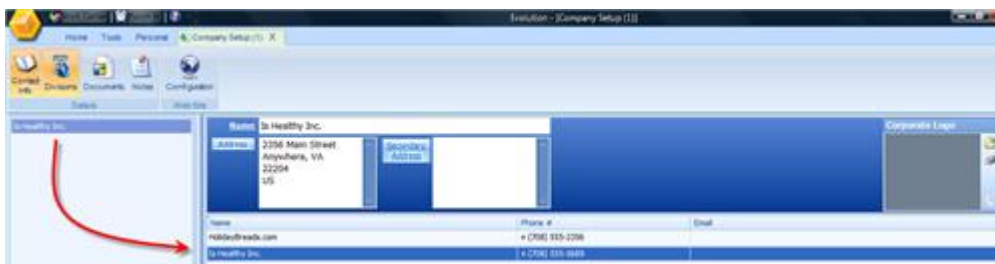 Evolution - [Company Setup (1)]
Home Tools Personal Company Setup (1) X
Contact Info Divisions Documents Notes Configuration
Details Web Site
Is Healthy Inc.
Name: Is Healthy Inc.
Corporate Logo
Address
2356 Main Street
Anywhere, VA
22204
US
Secondary Address
Name Phone # Email
HolidayBreads.com + (708) 935-2356
Is Healthy Inc.